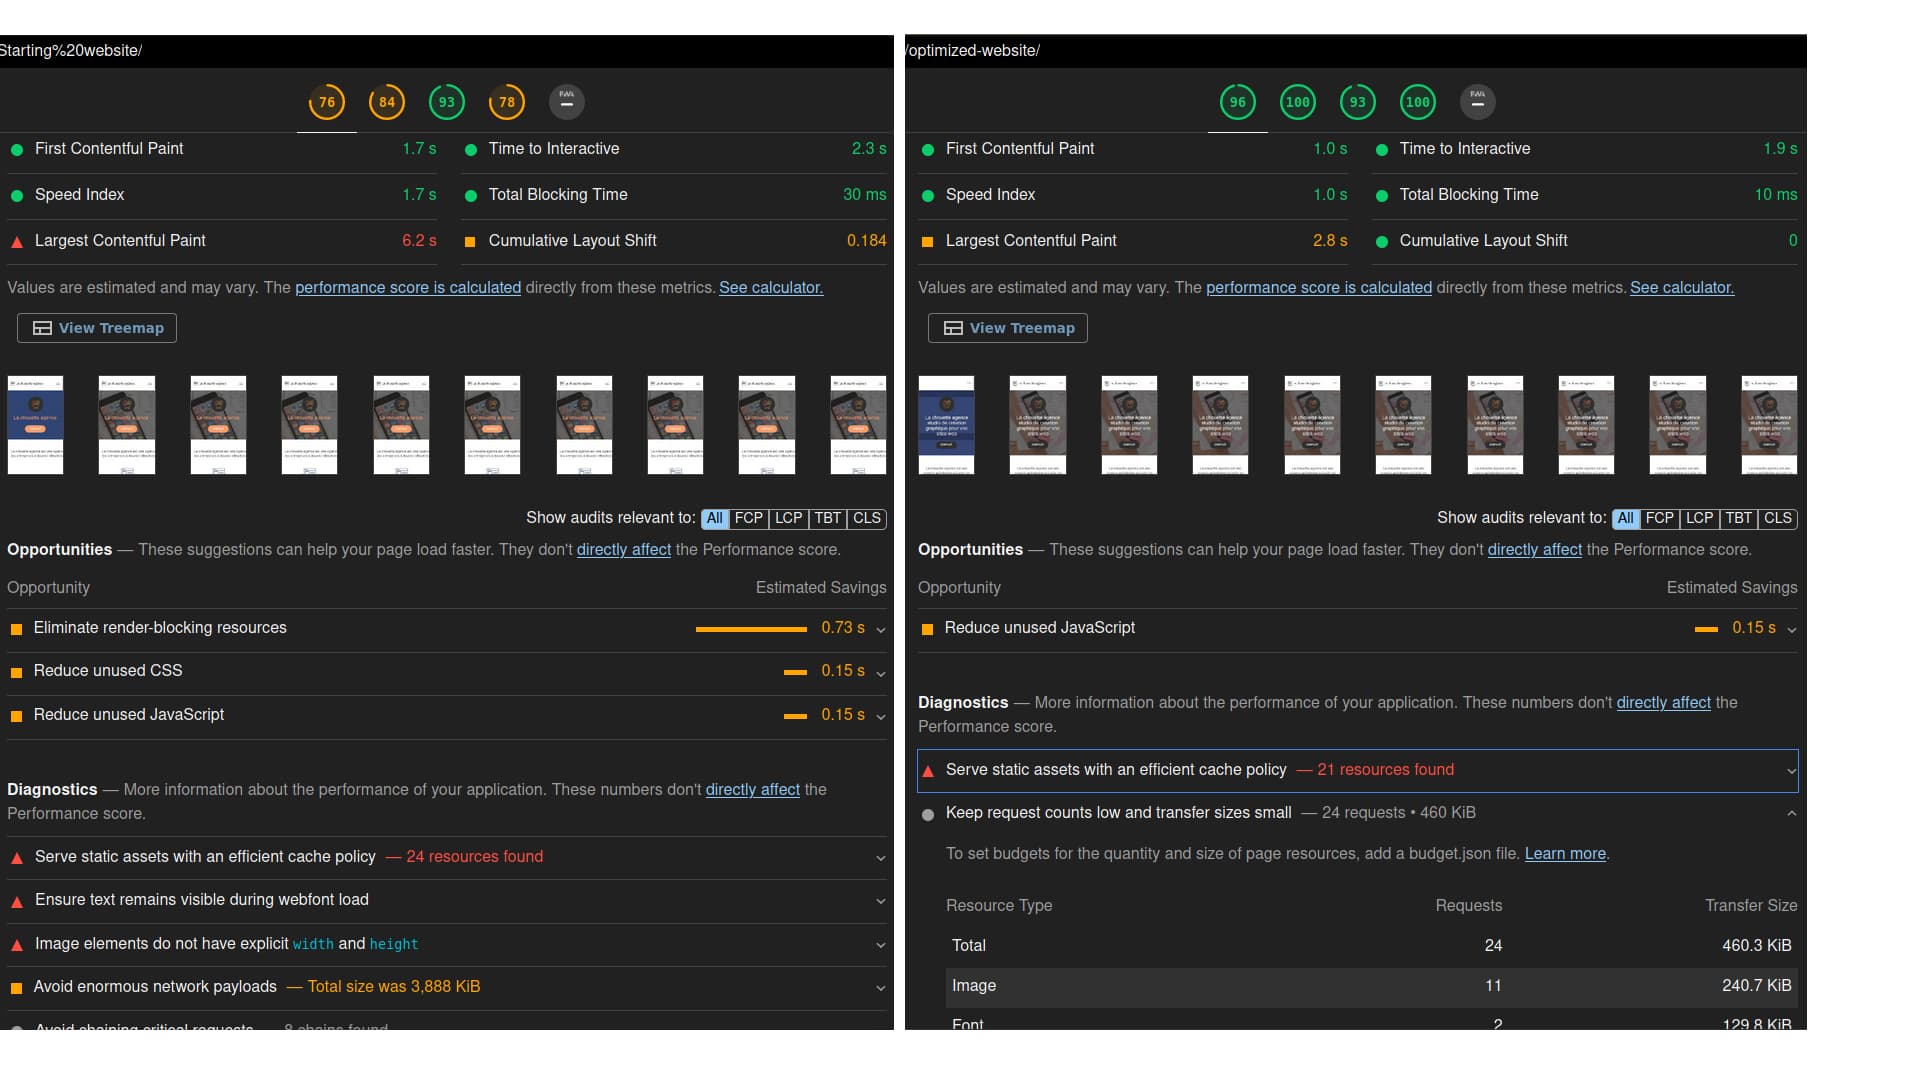 Starting%20website/
76 84 93 78
First Contentful Paint 1.7 s
Time to Interactive 2.3 s
Speed Index 1.7 s
Total Blocking Time 30 ms
Largest Contentful Paint 6.2 s
Cumulative Layout Shift 0.184
Values are estimated and may vary. The performance score is calculated directly from these metrics. See calculator.
View Treemap
Show audits relevant to: All FCP LCP TBT CLS
Opportunities — These suggestions can help your page load faster. They don't directly affect the Performance score.
Opportunity Estimated Savings
Eliminate render-blocking resources 0.73 s
Reduce unused CSS 0.15 s
Reduce unused JavaScript 0.15 s
Diagnostics — More information about the performance of your application. These numbers don't directly affect the
Performance score.
Serve static assets with an efficient cache policy — 24 resources found
Ensure text remains visible during webfont load
Image elements do not have explicit width and height
Avoid enormous network payloads — Total size was 3,888 KiB
Avoid chaining critical requests — 8 chains found
/optimized-website/
96 100 93 100
First Contentful Paint 1.0 s
Time to Interactive 1.9 s
Speed Index 1.0 s
Total Blocking Time 10 ms
Largest Contentful Paint 2.8 s
Cumulative Layout Shift 0
Values are estimated and may vary. The performance score is calculated directly from these metrics. See calculator.
View Treemap
Show audits relevant to: All FCP LCP TBT CLS
Opportunities — These suggestions can help your page load faster. They don't directly affect the Performance score.
Opportunity Estimated Savings
Reduce unused JavaScript 0.15 s
Diagnostics — More information about the performance of your application. These numbers don't directly affect the
Performance score.
Serve static assets with an efficient cache policy — 21 resources found
Keep request counts low and transfer sizes small — 24 requests • 460 KiB
To set budgets for the quantity and size of page resources, add a budget.json file. Learn more.
Resource Type Requests Transfer Size
Total 24 460.3 KiB
Image 11 240.7 KiB
Font 2 129.8 KiB